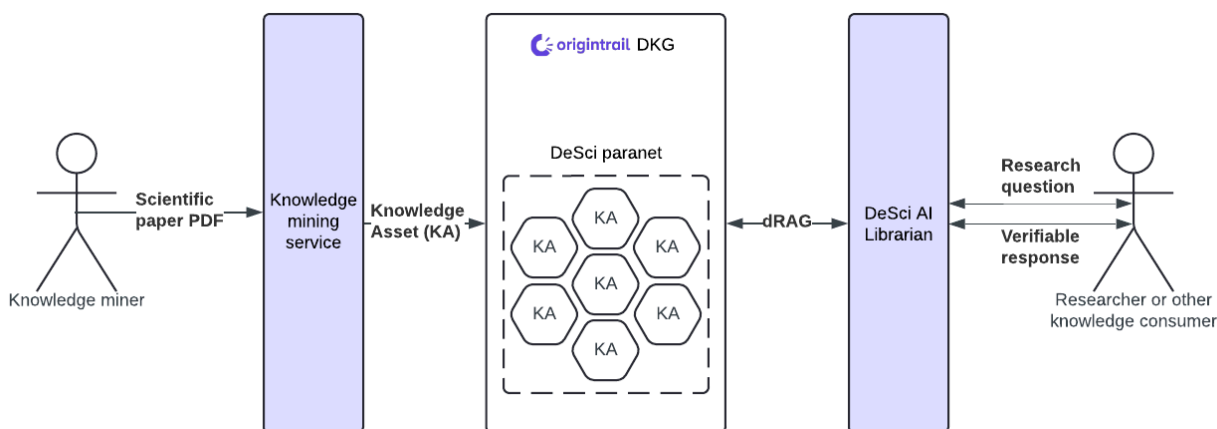 origintrail DKG
DeSci paranet
Scientific
paper PDF
Knowledge miner
Knowledge
mining
service
Knowledge
Asset (KA)
KA
KA
KA
KA
KA
KA
KA
dRAG
DeSci AI
Librarian
Research
question
Verifiable
response
Researcher or other
knowledge consumer